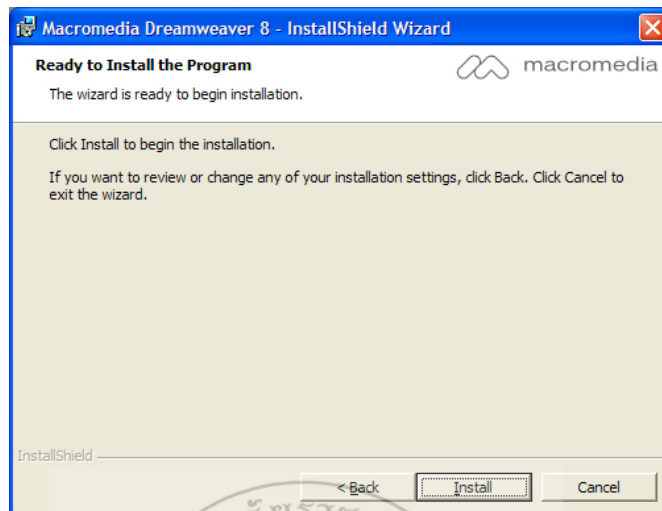 Macromedia Dreamweaver 8 - InstallShield Wizard
Ready to Install the Program
macromedia
The wizard is ready to begin installation.
Click Install to begin the installation.
If you want to review or change any of your installation settings, click Back. Click Cancel to
exit the wizard.
InstallShield
< Back
Install
Cancel